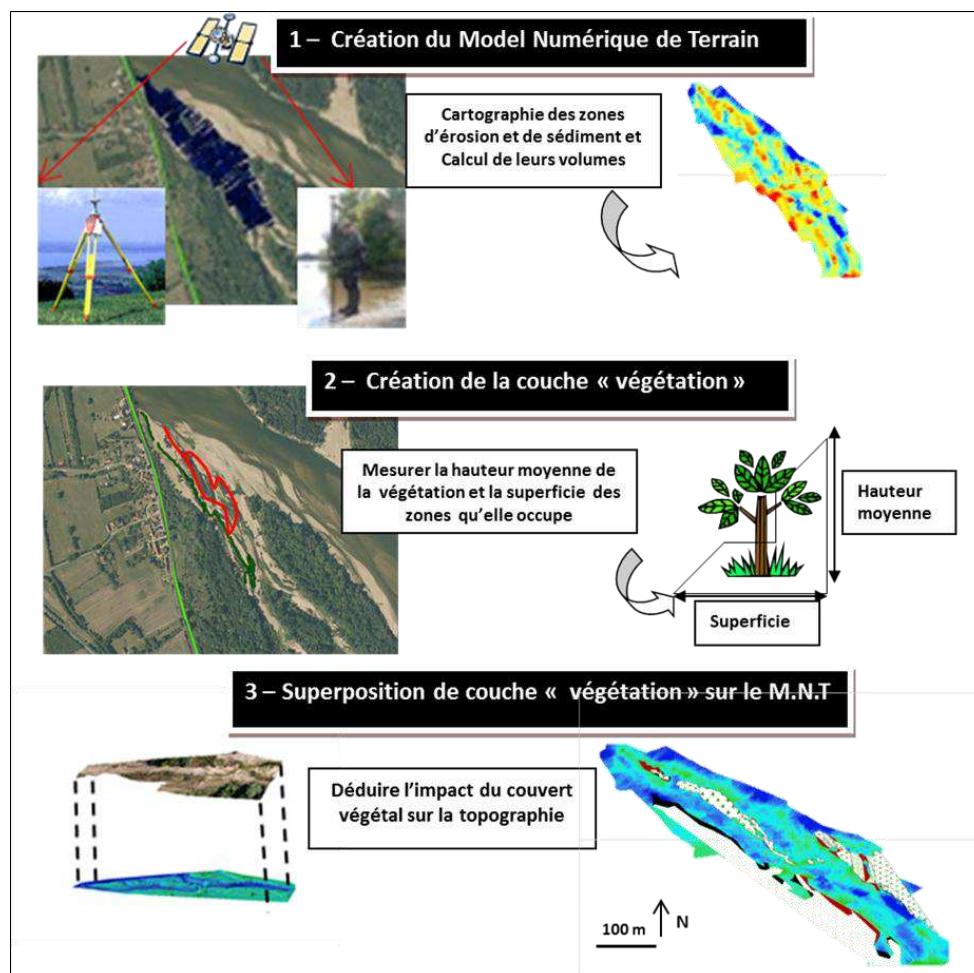 1 – Création du Model Numérique de Terrain
Cartographie des zones
d'érosion et de sédiment et
Calcul de leurs volumes
2 – Création de la couche « végétation »
Mesurer la hauteur moyenne de
la végétation et la superficie des
zones qu'elle occupe
Hauteur
moyenne
Superficie
3 – Superposition de couche « végétation » sur le M.N.T
Déduire l'impact du couvert
végétal sur la topographie
100 m
N